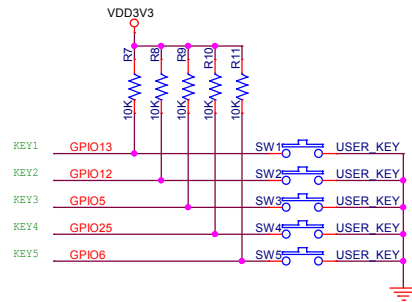 VDD3V3
R7 R8 R9 R10 R11
10K 10K 10K 10K 10K
KEY1 GPIO13 SW1 USER_KEY
KEY2 GPIO12 SW2 USER_KEY
KEY3 GPIO5 SW3 USER_KEY
KEY4 GPIO25 SW4 USER_KEY
KEY5 GPIO6 SW5 USER_KEY